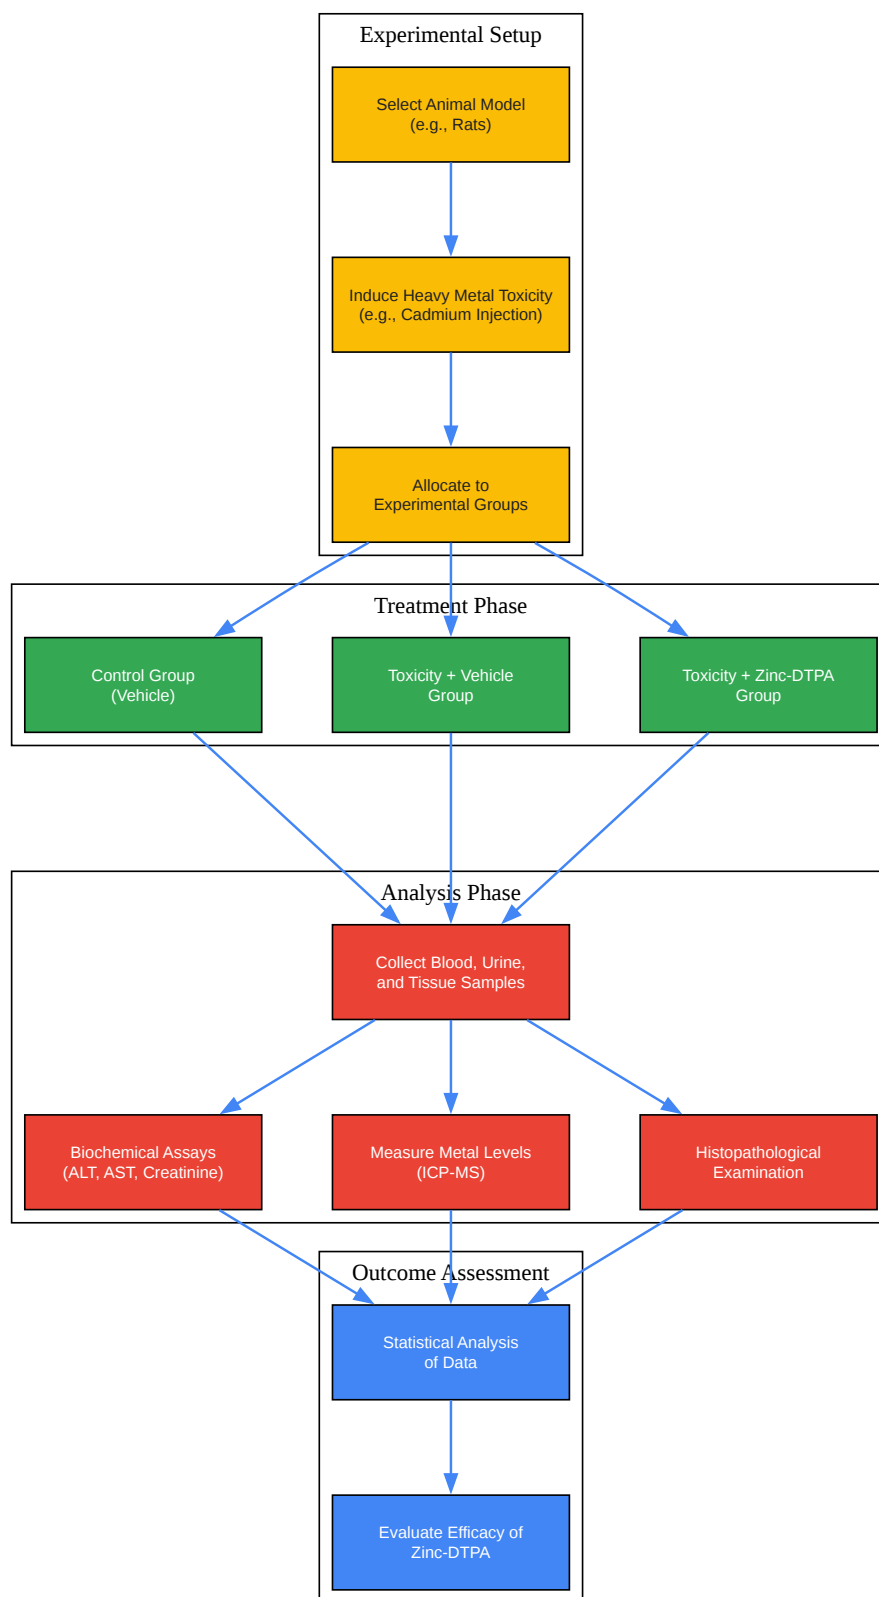 Experimental Setup
Select Animal Model
(e.g., Rats)
Induce Heavy Metal Toxicity
(e.g., Cadmium Injection)
Allocate to
Experimental Groups
Treatment Phase
Control Group
(Vehicle)
Toxicity + Vehicle
Group
Toxicity + Zinc-DTPA
Group
Analysis Phase
Collect Blood, Urine,
and Tissue Samples
Biochemical Assays
(ALT, AST, Creatinine)
Measure Metal Levels
(ICP-MS)
Histopathological
Examination
Outcome Assessment
Statistical Analysis
of Data
Evaluate Efficacy of
Zinc-DTPA